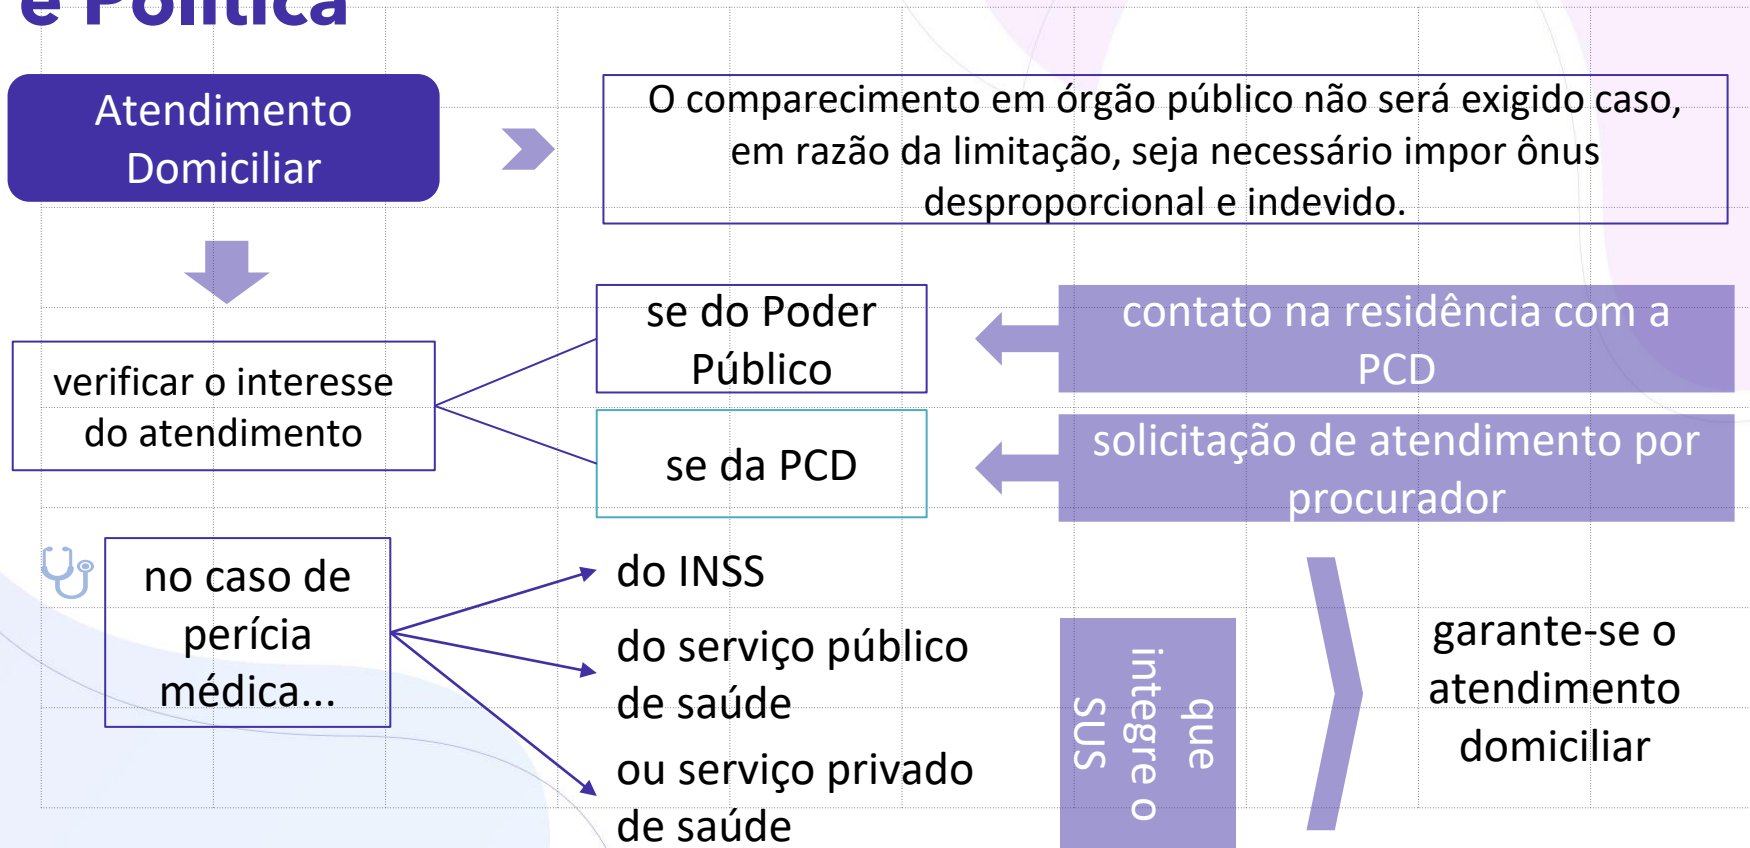 e Política
Atendimento
Domiciliar
O comparecimento em órgão público não será exigido caso,
em razão da limitação, seja necessário impor ônus
desproporcional e indevido.
verificar o interesse
do atendimento
se do Poder
Público
contato na residência com a
PCD
se da PCD
solicitação de atendimento por
procurador
no caso de
perícia
médica...
do INSS
do serviço público
de saúde
ou serviço privado
de saúde
que
integre o
SUS
garante-se o
atendimento
domiciliar